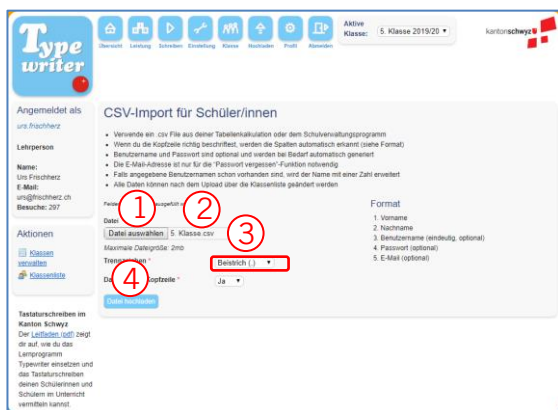 Type
writer
Übersicht Leistung Schreiben Einstellung Klasse Hochladen Profil Abmelden
Aktive
Klasse: 5. Klasse 2019/20
kantonschwyz
Angemeldet als
urs.frischherz
Lehrperson
Name:
Urs Frischherz
E-Mail:
urs@frischherz.ch
Besuche: 297
Aktionen
Klassen
verwalten
Klassenliste
Tastaturschreiben im
Kanton Schwyz
Der Leitfaden (pdf) zeigt
dir auf, wie du das
Lernprogramm
Typewriter einsetzen und
das Tastaturschreiben
deinen Schülerinnen und
Schülern im Unterricht
vermitteln kannst.
CSV-Import für Schüler/innen
Verwende ein .csv File aus deiner Tabellenkalkulation oder dem Schulverwaltungsprogramm
Wenn du die Kopfzeile richtig beschriftest, werden die Spalten automatisch erkannt (siehe Format)
Benutzername und Passwort sind optional und werden bei Bedarf automatisch generiert
Die E-Mail-Adresse ist nur für die "Passwort vergessen"-Funktion notwendig
Falls angegebene Benutzernamen schon vorhanden sind, wird der Name mit einer Zahl erweitert
Alle Daten können nach dem Upload über die Klassenliste geändert werden
Felder ausgefüllt
1 2
Datei
Datei auswählen 5. Klasse.csv
3
Maximale Dateigröße: 2mb
Trennzeichen * Beistrich (,)
4
Kopfzeile * Ja
Datei hochladen
Format
1. Vorname
2. Nachname
3. Benutzername (eindeutig, optional)
4. Passwort (optional)
5. E-Mail (optional)